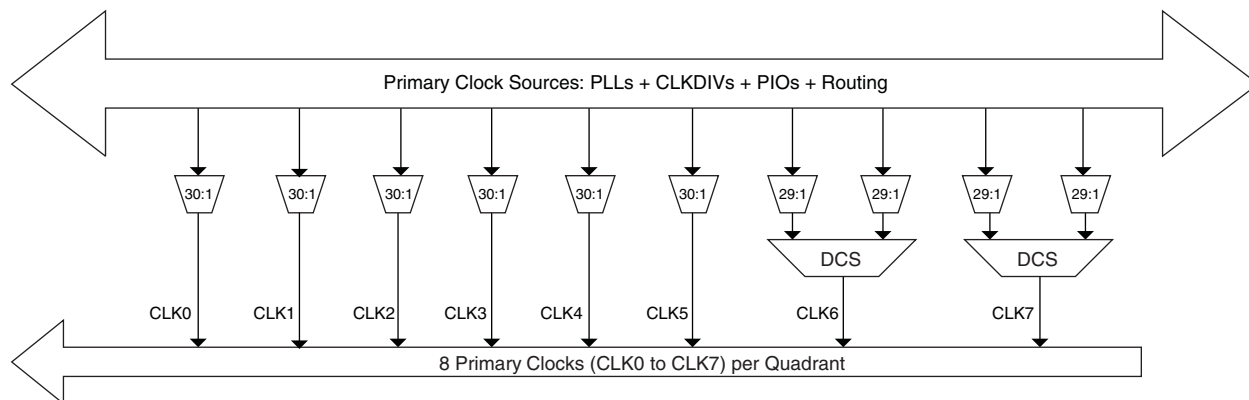 Primary Clock Sources: PLLs + CLKDIVs + PIOs + Routing
30:1 30:1 30:1 30:1 30:1 30:1 29:1 29:1 29:1 29:1
DCS DCS
CLK0 CLK1 CLK2 CLK3 CLK4 CLK5 CLK6 CLK7
8 Primary Clocks (CLK0 to CLK7) per Quadrant